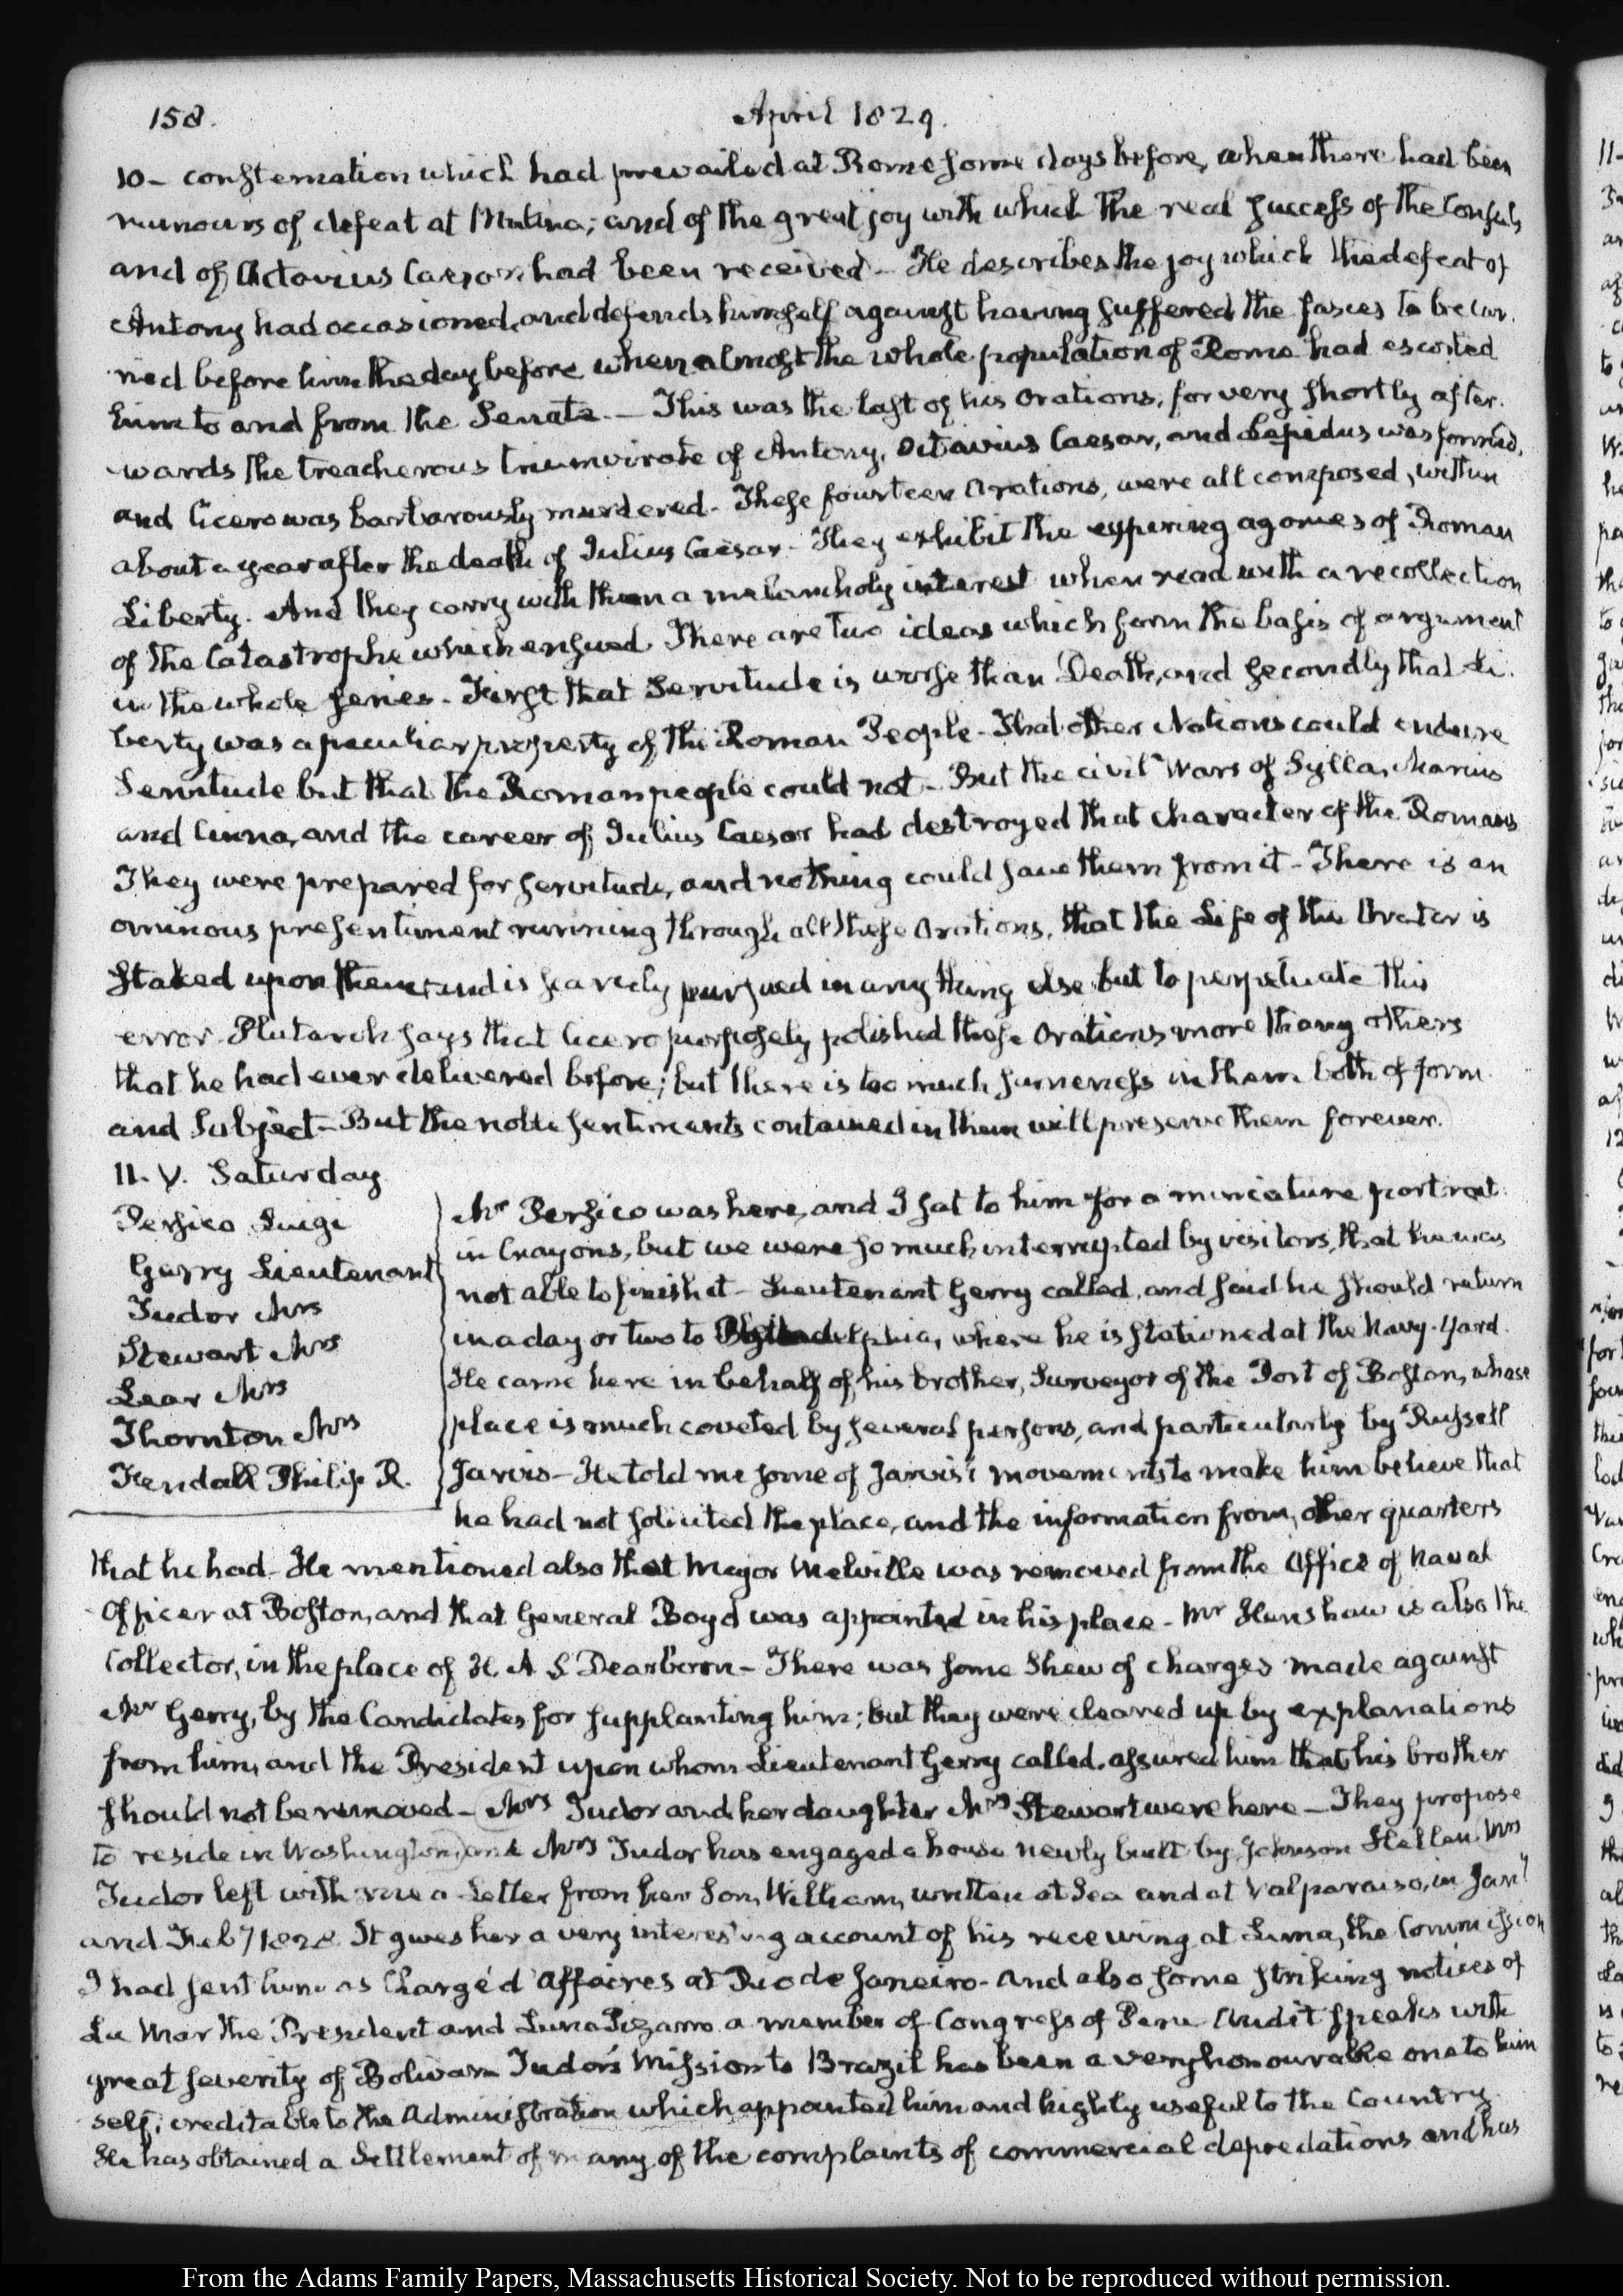 158.
April 1829.
10- consternation which had prevailed at Rome some days before, when there had been
rumours of defeat at Mutina; and of the great joy with which the real success of the Consuls,
and of Octavius Caesar, had been received - He describes the joy which the defeat of
Antony had occasioned, and defends himself against having suffered the fasces to be car.
ried before him the day before when almost the whole population of Rome had escorted
him to and from the Senate. - This was the last of his Orations, for very shortly after.
wards the treacherous triumvirate of Antony, Octavius Caesar, and Lepidus was formed,
and Cicero was barbarously murdered - These fourteen Orations, were all composed, within
about a year after the death of Julius Caesar - They exhibit the expiring agonies of Roman
Liberty. And they carry with them a melancholy interest when read with a recollection
of the Catastrophe which ensued. There are two ideas which form the basis of argument
in the whole series - First that Servitude is worse than Death, and secondly that Li.
berty was a peculiar property of the Roman People - That other Nations could endure
Servitude but that the Roman people could not - But the civil Wars of Sylla, Marius
and Cinna, and the career of Julius Caesar had destroyed that character of the Romans
They were prepared for servitude, and nothing could save them from it - There is an
ominous presentiment running through all these Orations, that the Life of the Orator is
staked upon them, and is scarcely pursued in any thing else but to perpetuate this
error. Plutarch says that Cicero purposely polished these Orations more than any others
that he had ever delivered before; but there is too much sameness in them both of form
and Subject - But the noble sentiments contained in them will preserve them forever.
11. V. Saturday
Persico Luigi
Gerry Lieutenant
Tudor Mrs
Stewart Mrs
Lear Mrs
Thornton Mrs
Fendall Philip R.
Mr Persico was here, and I sat to him for a miniature portrait
in Crayons, but we were so much interrupted by visitors, that he was
not able to finish it - Lieutenant Gerry called, and said he should return
in a day or two to Philadelphia, where he is stationed at the Navy-Yard.
He came here in behalf of his brother, Surveyor of the Port of Boston, whose
place is much coveted by several persons, and particularly by Russell
Jarvis - He told me some of Jarvis's movements to make him believe that
he had not solicited the place, and the information from other quarters
that he had - He mentioned also that Major Melville was removed from the Office of Naval
Officer at Boston, and that General Boyd was appointed in his place - Mr Henshaw is also the
Collector, in the place of H. A. S. Dearborn - There was some shew of charges made against
Mr Gerry, by the Candidates for supplanting him; but they were cleared up by explanations
from him, and the President upon whom Lieutenant Gerry called, assured him that his brother
should not be removed - Mrs Tudor and her daughter Mrs Stewart were here - They propose
to reside in Washington, and Mrs Tudor has engaged a house newly built by Johnson Hellen. Mrs
Tudor left with me a Letter from her Son, William, written at Sea and at Valparaiso, in Jany
and Feby 1828. It gives her a very interesting account of his receiving at Lima, the Commission
I had sent him as Chargé d'Affaires at Rio de Janeiro - And also some striking notices of
La Mar the President and Luna Pizarro a member of Congress of Peru And it speaks with
great severity of Bolivar. Tudor's Mission to Brazil has been a very honourable one to him
self, creditable to the Administration which appointed him and highly useful to the Country.
He has obtained a Settlement of many of the complaints of commercial depredations and has
From the Adams Family Papers, Massachusetts Historical Society. Not to be reproduced without permission.